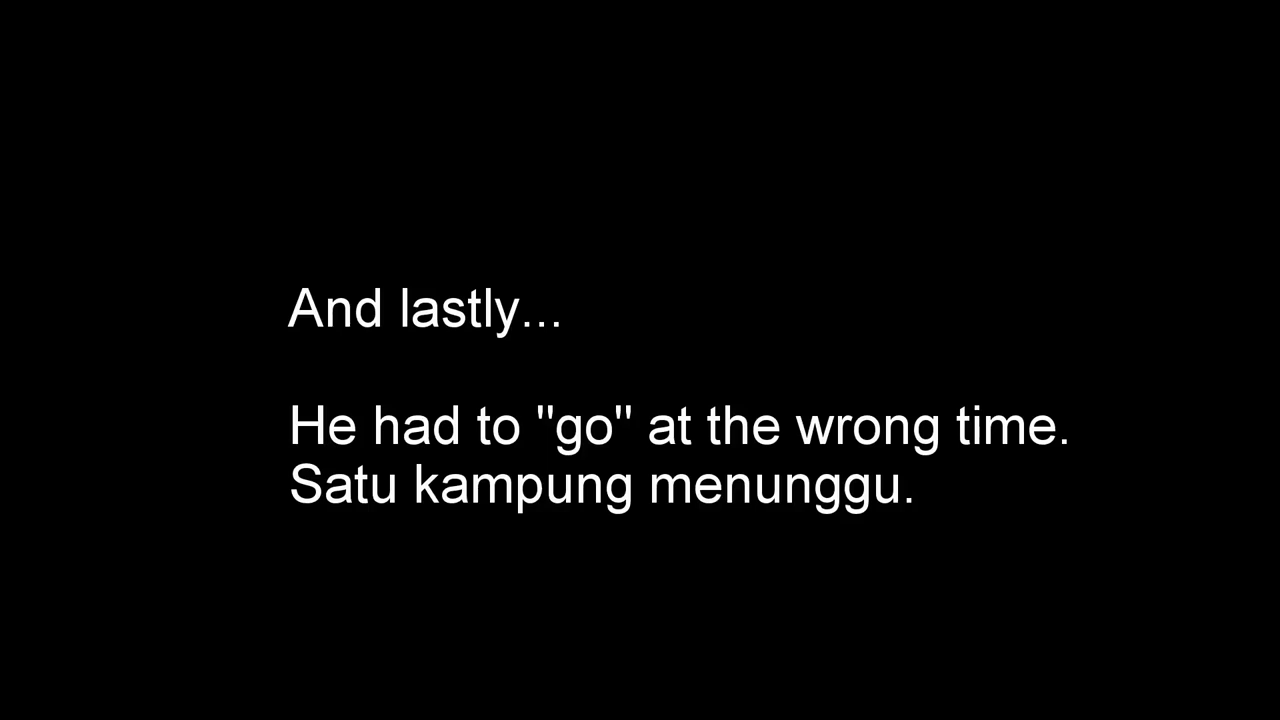 And lastly...
He had to "go" at the wrong time.
Satu kampung menunggu.